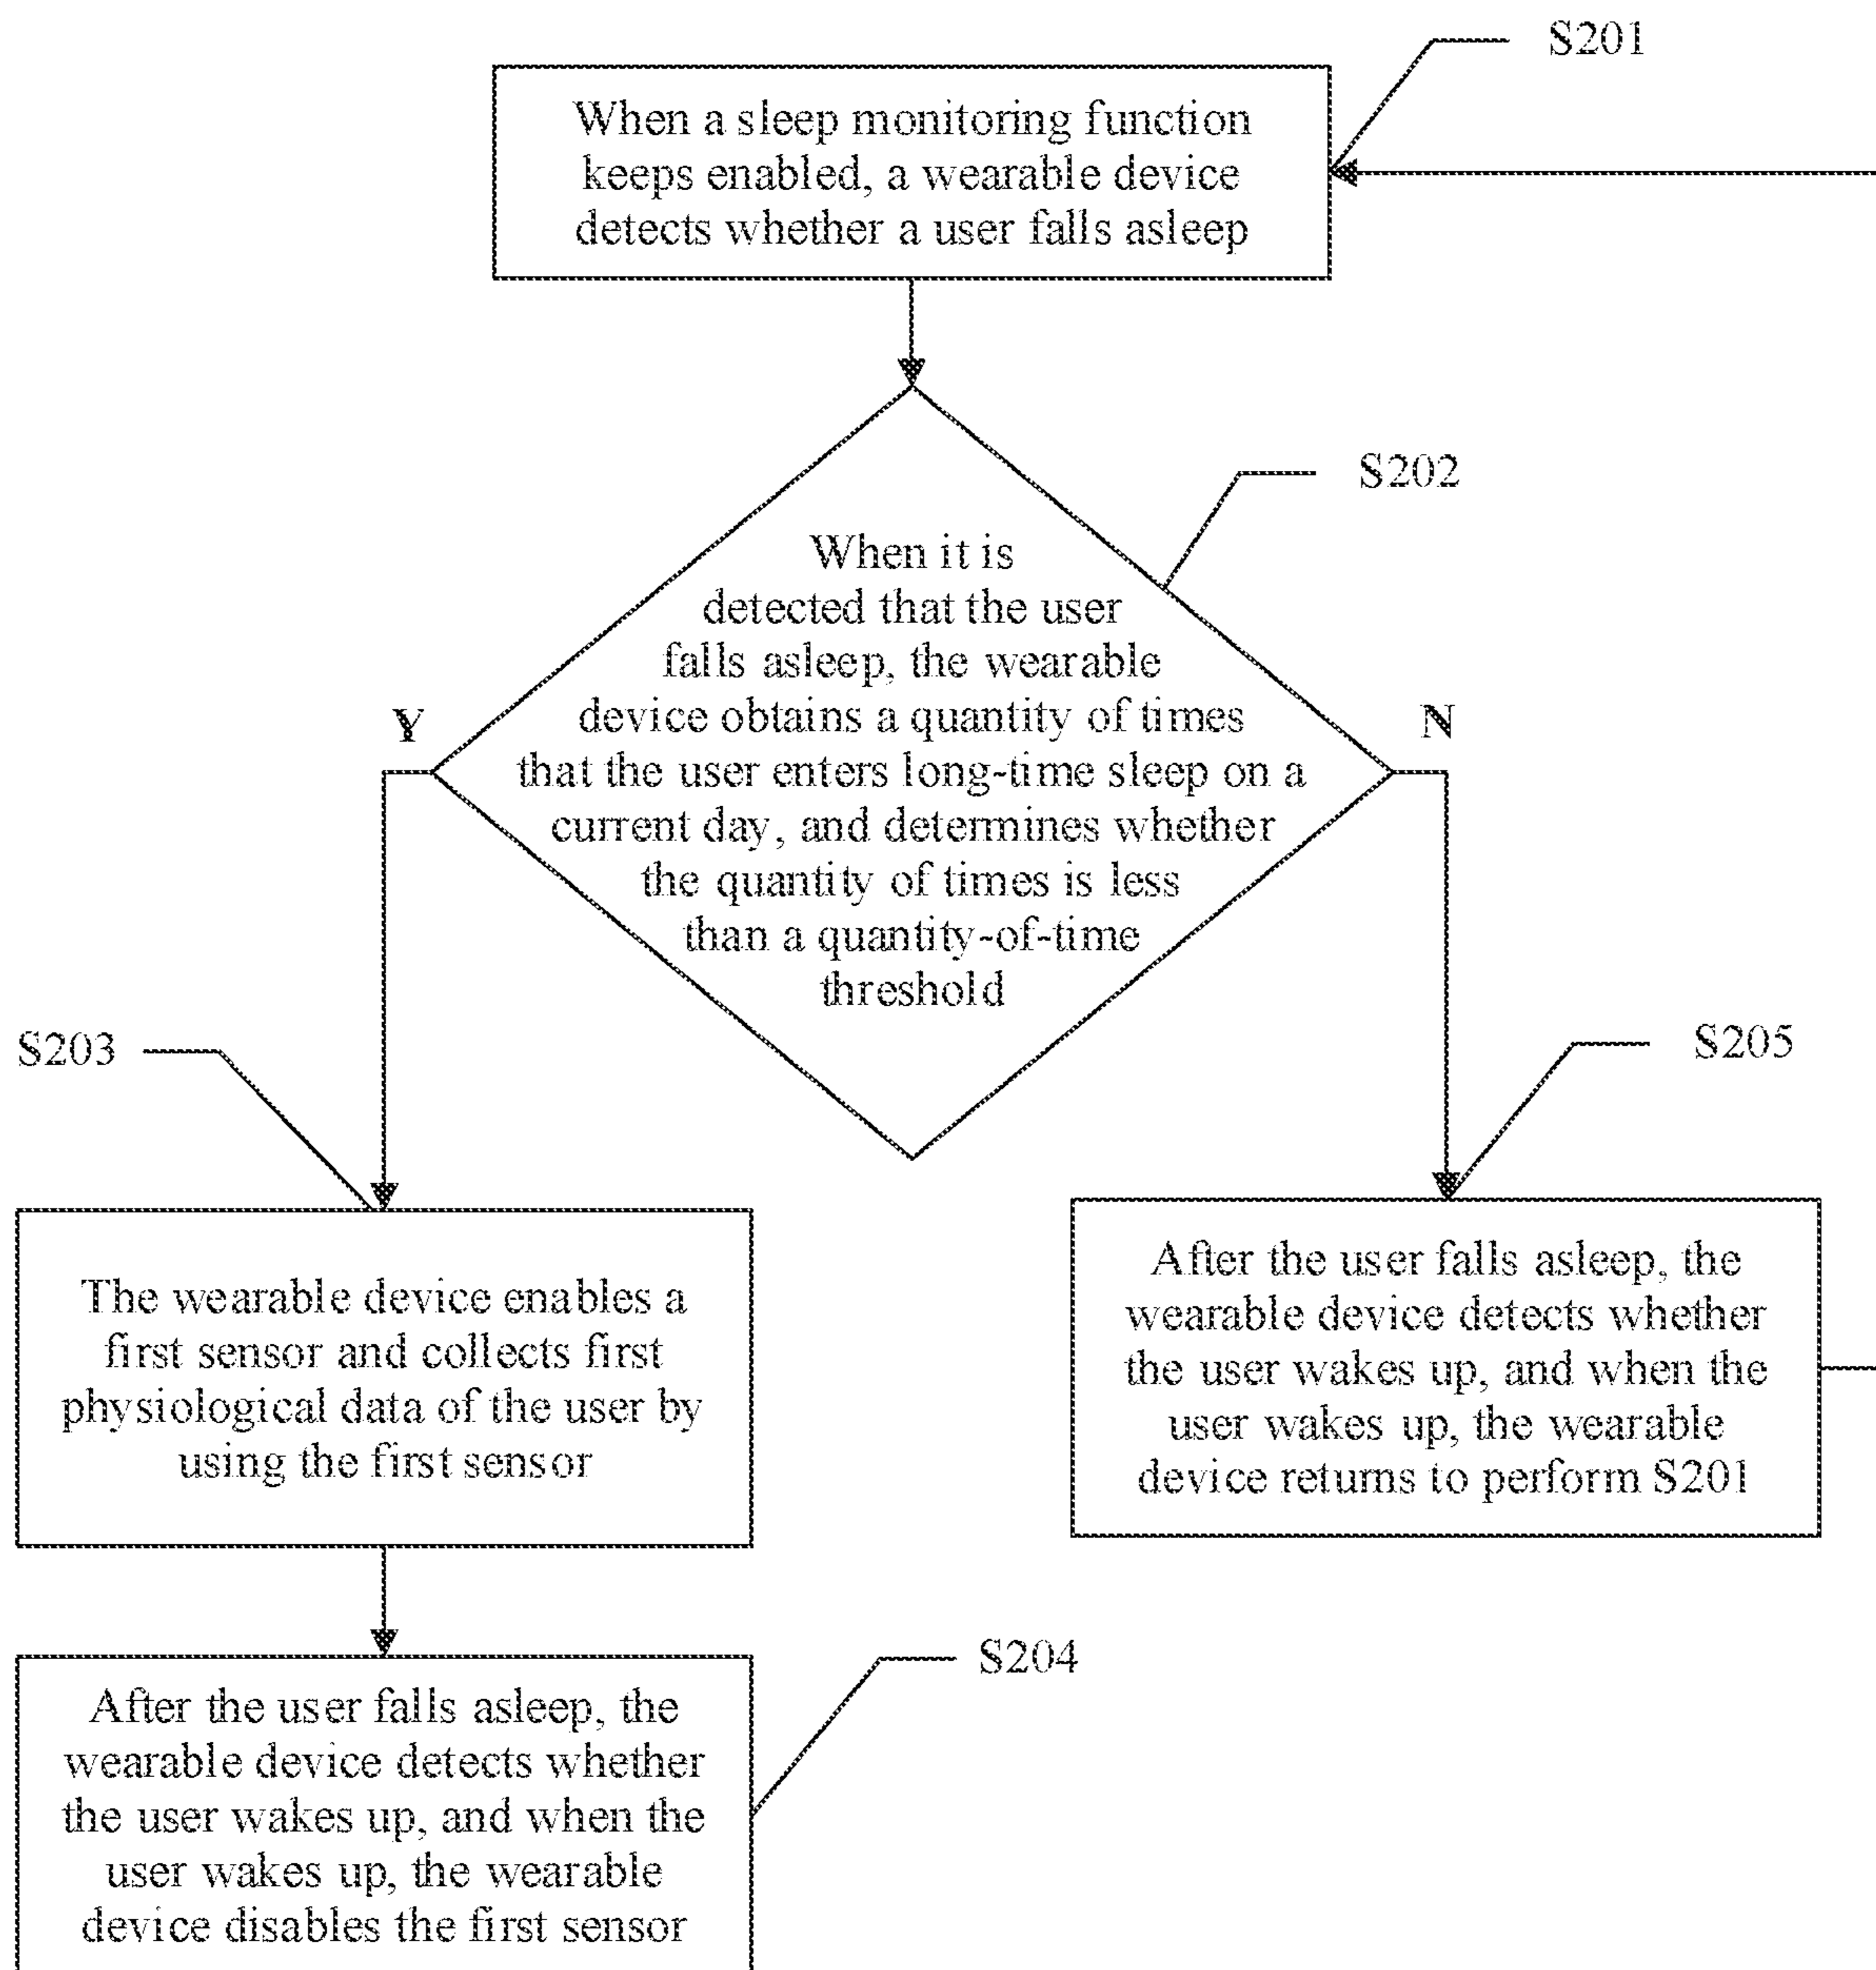 S201
When a sleep monitoring function
keeps enabled, a wearable device
detects whether a user falls asleep
S202
When it is
detected that the user
falls asleep, the wearable
device obtains a quantity of times
that the user enters long-time sleep on a
current day, and determines whether
the quantity of times is less
than a quantity-of-time
threshold
Y
N
S203
S205
The wearable device enables a
first sensor and collects first
physiological data of the user by
using the first sensor
After the user falls asleep, the
wearable device detects whether
the user wakes up, and when the
user wakes up, the wearable
device returns to perform S201
S204
After the user falls asleep, the
wearable device detects whether
the user wakes up, and when the
user wakes up, the wearable
device disables the first sensor